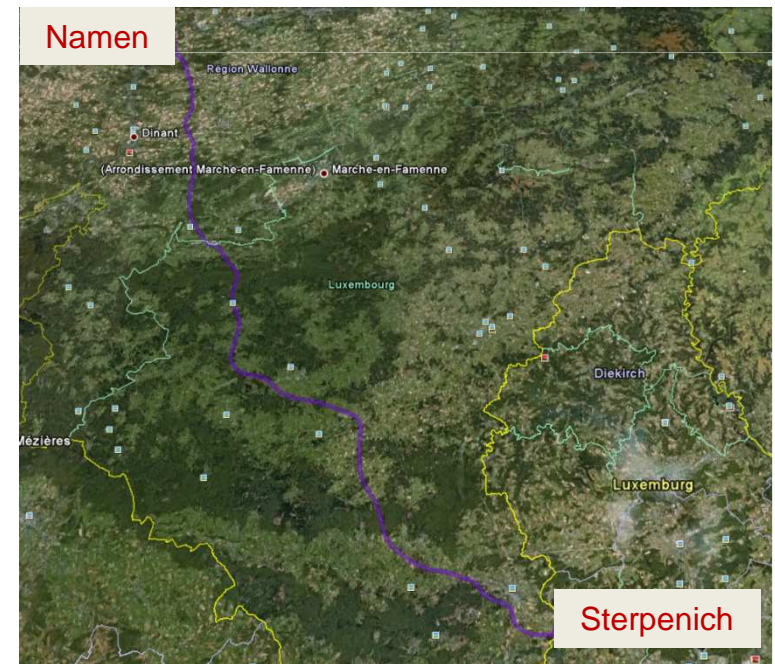 Namen
Région Wallonne
Dinant
(Arrondissement Marche-en-Famenne)
Marche-en-Famenne
Luxembourg
Diekirch
Mézières
Luxemburg
Sterpenich